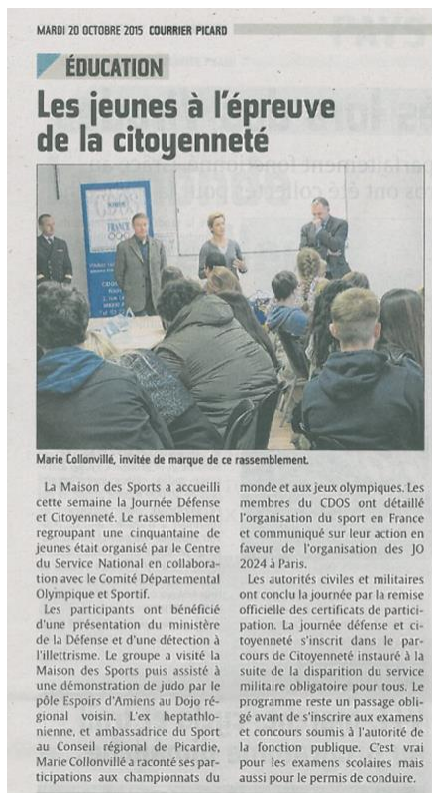 MARDI 20 OCTOBRE 2015 COURRIER PICARD
ÉDUCATION
Les jeunes à l'épreuve
de la citoyenneté
FRANCE
CDOS
Marie Collonvillé, invitée de marque de ce rassemblement.
La Maison des Sports a accueilli
cette semaine la Journée Défense
et Citoyenneté. Le rassemblement
regroupant une cinquantaine de
jeunes était organisé par le Centre
du Service National en collabora-
tion avec le Comité Départemental
Olympique et Sportif.
Les participants ont bénéficié
d'une présentation du ministère
de la Défense et d'une détection à
l'illettrisme. Le groupe a visité la
Maison des Sports puis assisté à
une démonstration de judo par le
pôle Espoirs d'Amiens au Dojo ré-
gional voisin. L'ex heptathlo-
nienne, et ambassadrice du Sport
au Conseil régional de Picardie,
Marie Collonvillé a raconté ses par-
ticipations aux championnats du
monde et aux jeux olympiques. Les
membres du CDOS ont détaillé
l'organisation du sport en France
et communiqué sur leur action en
faveur de l'organisation des JO
2024 à Paris.
Les autorités civiles et militaires
ont conclu la journée par la remise
officielle des certificats de partici-
pation. La journée défense et ci-
toyenneté s'inscrit dans le par-
cours de Citoyenneté instauré à la
suite de la disparition du service
militaire obligatoire pour tous. Le
programme reste un passage obli-
gé avant de s'inscrire aux examens
et concours soumis à l'autorité de
la fonction publique. C'est vrai
pour les examens scolaires mais
aussi pour le permis de conduire.